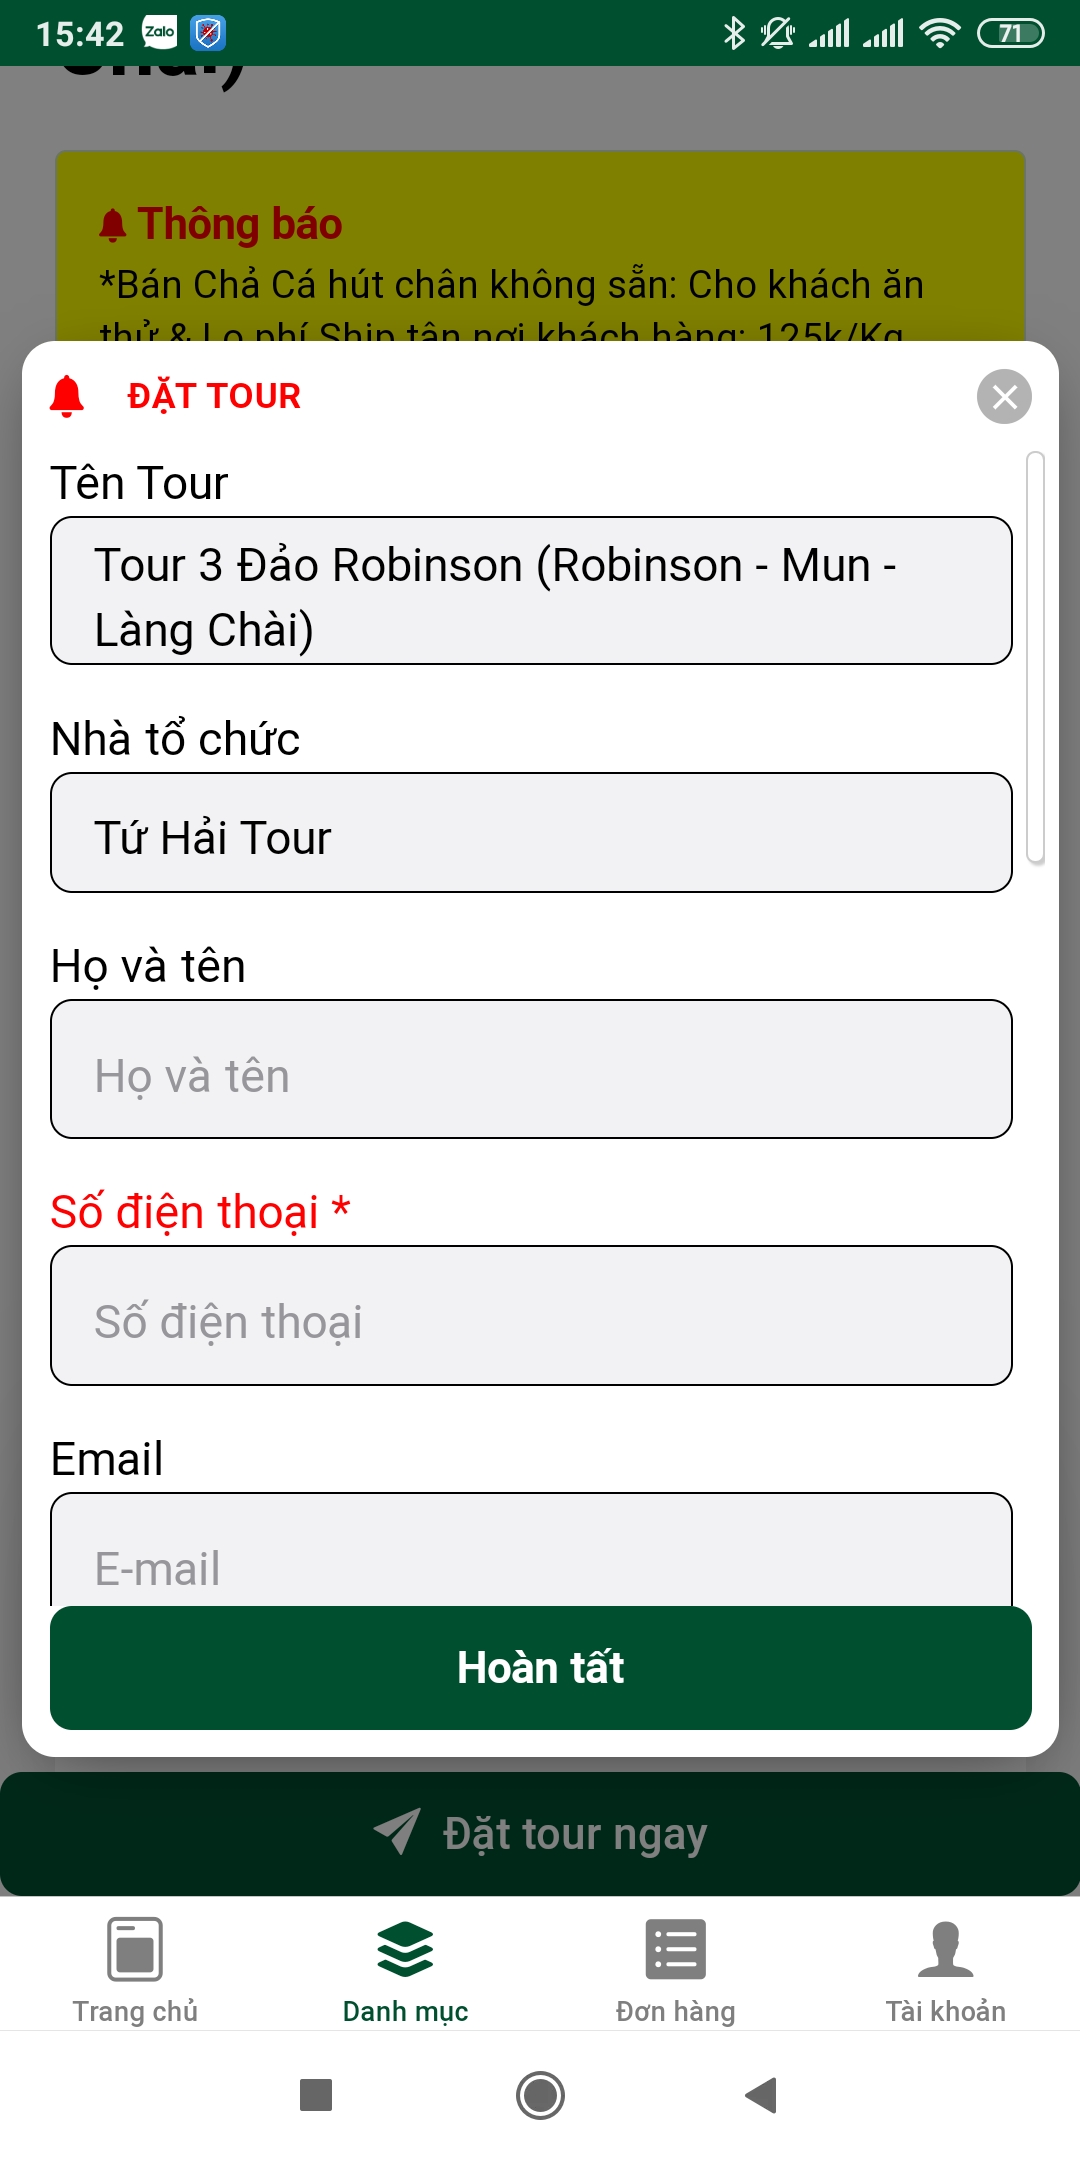 15:42 Zalo 71
Thông báo
*Bán Chả Cá hút chân không sẵn: Cho khách ăn
thử & Lo phí Ship tận nơi khách hàng: 125k/Kg
ĐẶT TOUR
Tên Tour
Tour 3 Đảo Robinson (Robinson - Mun -
Làng Chài)
Nhà tổ chức
Tứ Hải Tour
Họ và tên
Họ và tên
Số điện thoại *
Số điện thoại
Email
E-mail
Hoàn tất
Đặt tour ngay
Trang chủ
Danh mục
Đơn hàng
Tài khoản